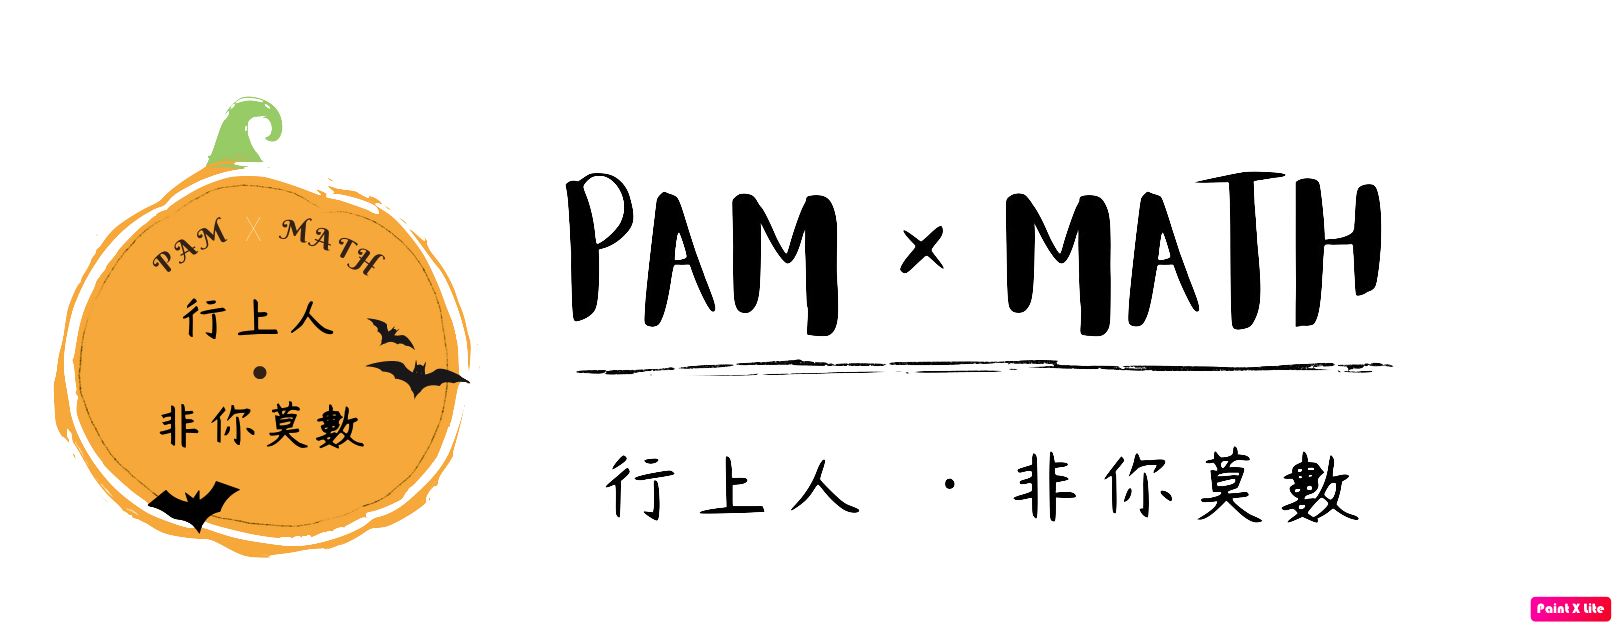 PAM X MATH
行上人
•
非你莫數
PAM × MATH
行上人 · 非你莫數
Paint X Lite